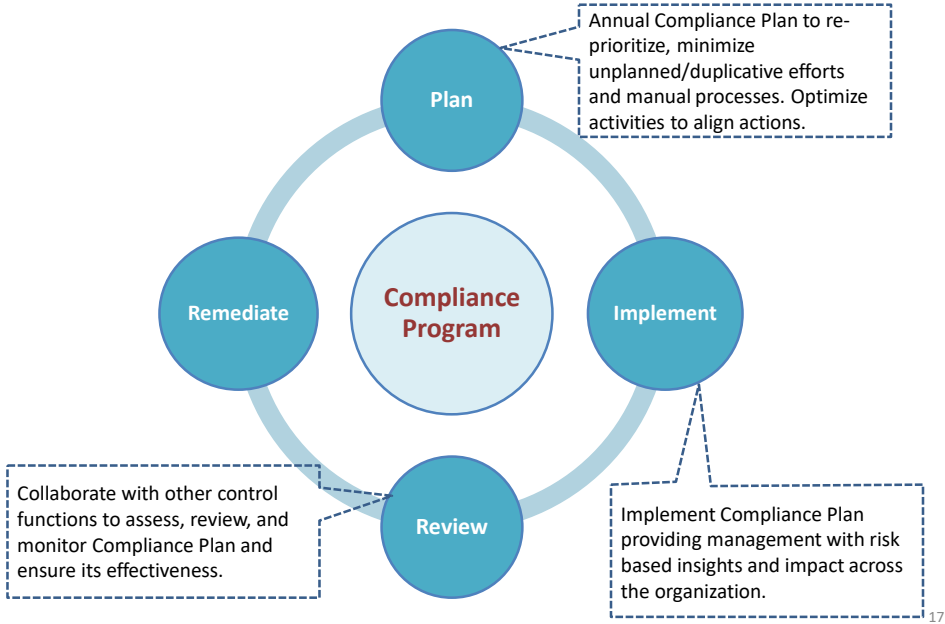 Annual Compliance Plan to re-
prioritize, minimize
unplanned/duplicative efforts
and manual processes. Optimize
activities to align actions.
Plan
Remediate
Compliance
Program
Implement
Collaborate with other control
functions to assess, review, and
monitor Compliance Plan and
ensure its effectiveness.
Review
Implement Compliance Plan
providing management with risk
based insights and impact across
the organization.
17